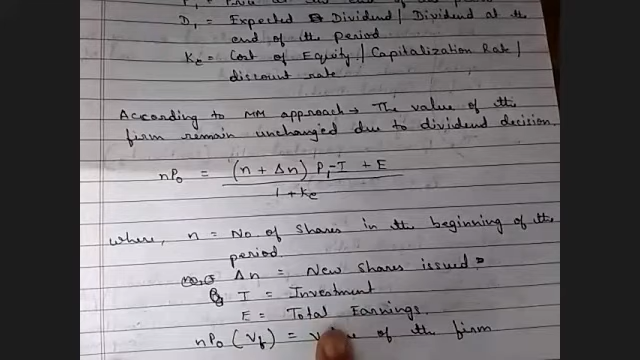 D₁ = Expected Dividend / Dividend at the
end of the period
Ke = Cost of Equity / Capitalization Rate /
discount rate
According to MM approach → The value of the
firm remain unchanged due to dividend decision.
nP₀ = (n + Δn) P₁ - I + E
1 + Ke
where, n = No of shares in the beginning of the
period.
Δn = New shares issued
I = Investment
E = Total Earnings.
nP₀ (Vf) = Value of the firm